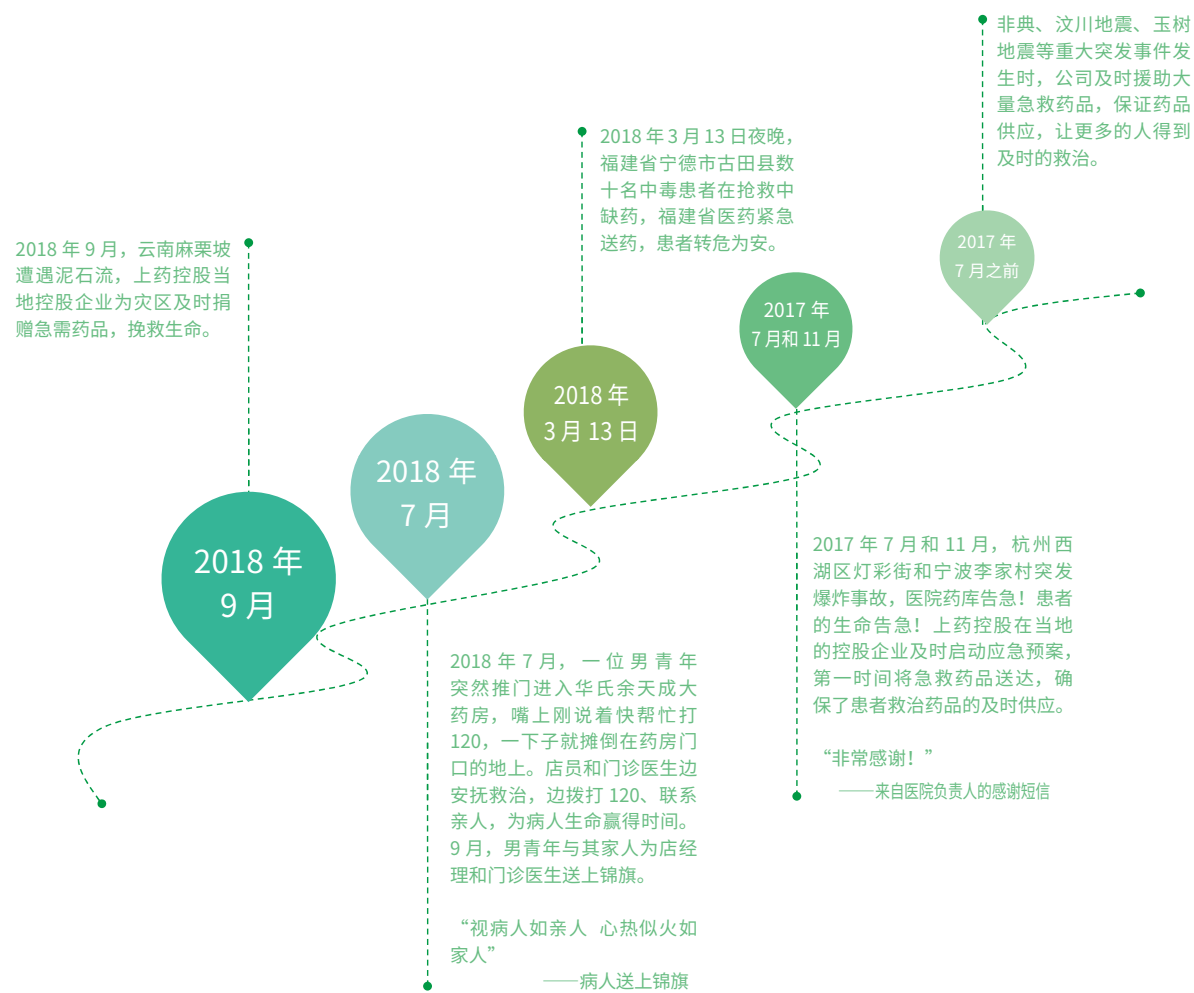 非典、汶川地震、玉树
地震等重大突发事件发
生时，公司及时援助大
量急救药品，保证药品
供应，让更多的人得到
及时的救治。
2017 年
7 月之前
2018 年 3 月 13 日夜晚，
福建省宁德市古田县数
十名中毒患者在抢救中
缺药，福建省医药紧急
送药，患者转危为安。
2017 年
7 月和 11 月
2018 年 9 月，云南麻栗坡
遭遇泥石流，上药控股当
地控股企业为灾区及时捐
赠急需药品，挽救生命。
2018 年
3 月 13 日
2018 年
7 月
2018 年
9 月
2017 年 7 月和 11 月，杭州西
湖区灯彩街和宁波李家村突发
爆炸事故，医院药库告急！患者
的生命告急！上药控股在当地
的控股企业及时启动应急预案，
第一时间将急救药品送达，确
保了患者救治药品的及时供应。
“非常感谢！”
——来自医院负责人的感谢短信
2018 年 7 月，一位男青年
突然推门进入华氏余天成大
药房，嘴上刚说着快帮忙打
120，一下子就摊倒在药房门
口的地上。店员和门诊医生边
安抚救治，边拨打 120、联系
亲人，为病人生命赢得时间。
9 月，男青年与其家人为店经
理和门诊医生送上锦旗。
“视病人如亲人 心热似火如
家人”
——病人送上锦旗